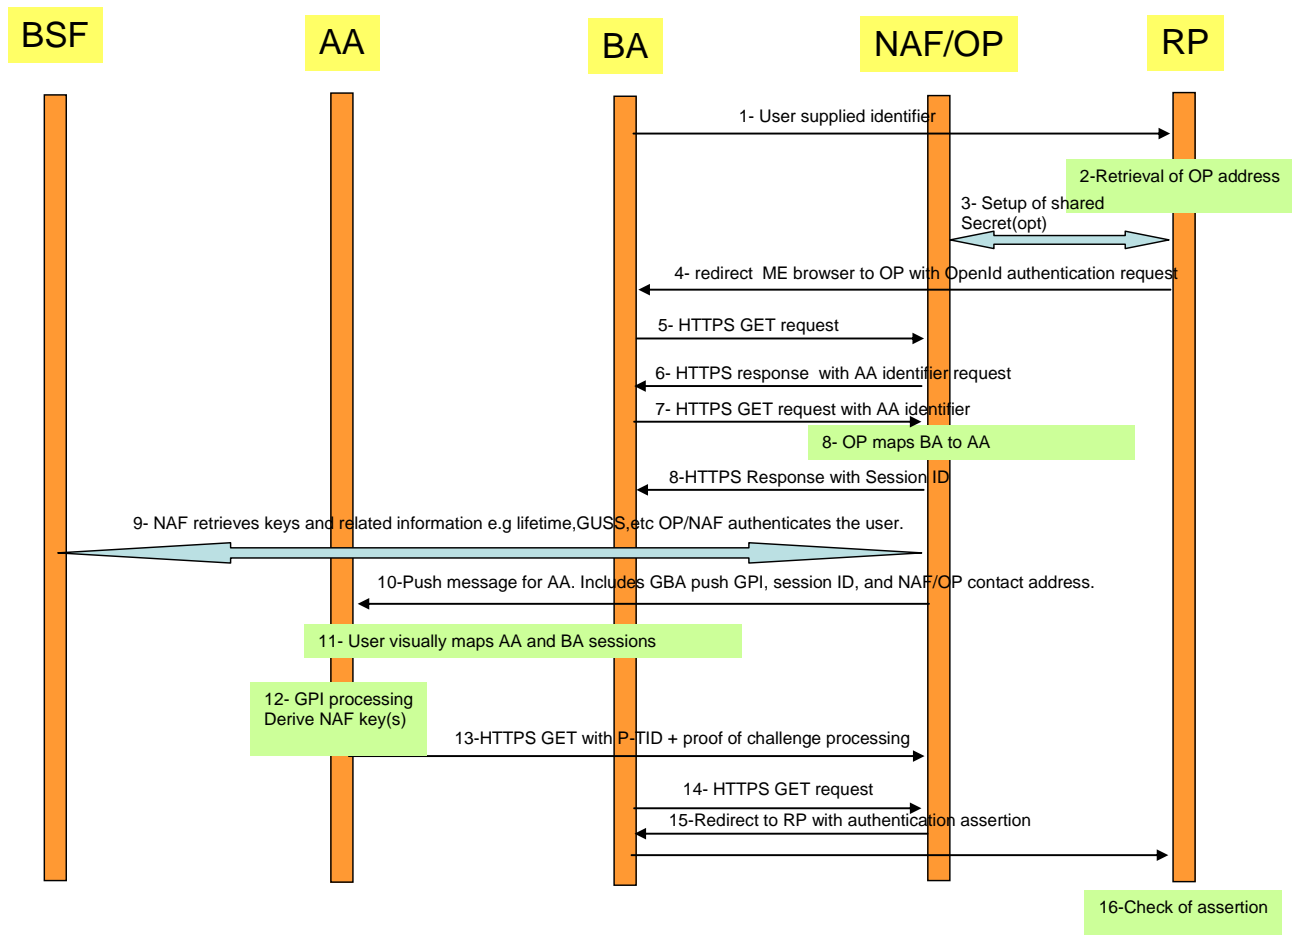 BSF
AA
BA
NAF/OP
RP
1- User supplied identifier
2-Retrieval of OP address
3- Setup of shared
Secret(opt)
4- redirect  ME browser to OP with OpenId authentication request
5- HTTPS GET request
6- HTTPS response  with AA identifier request
7- HTTPS GET request with AA identifier
8- OP maps BA to AA
8-HTTPS Response with Session ID
9- NAF retrieves keys and related information e.g lifetime,GUSS,etc OP/NAF authenticates the user.
10-Push message for AA. Includes GBA push GPI, session ID, and NAF/OP contact address.
11- User visually maps AA and BA sessions
12- GPI processing
Derive NAF key(s)
13-HTTPS GET with P-TID + proof of challenge processing
14- HTTPS GET request
15-Redirect to RP with authentication assertion
16-Check of assertion